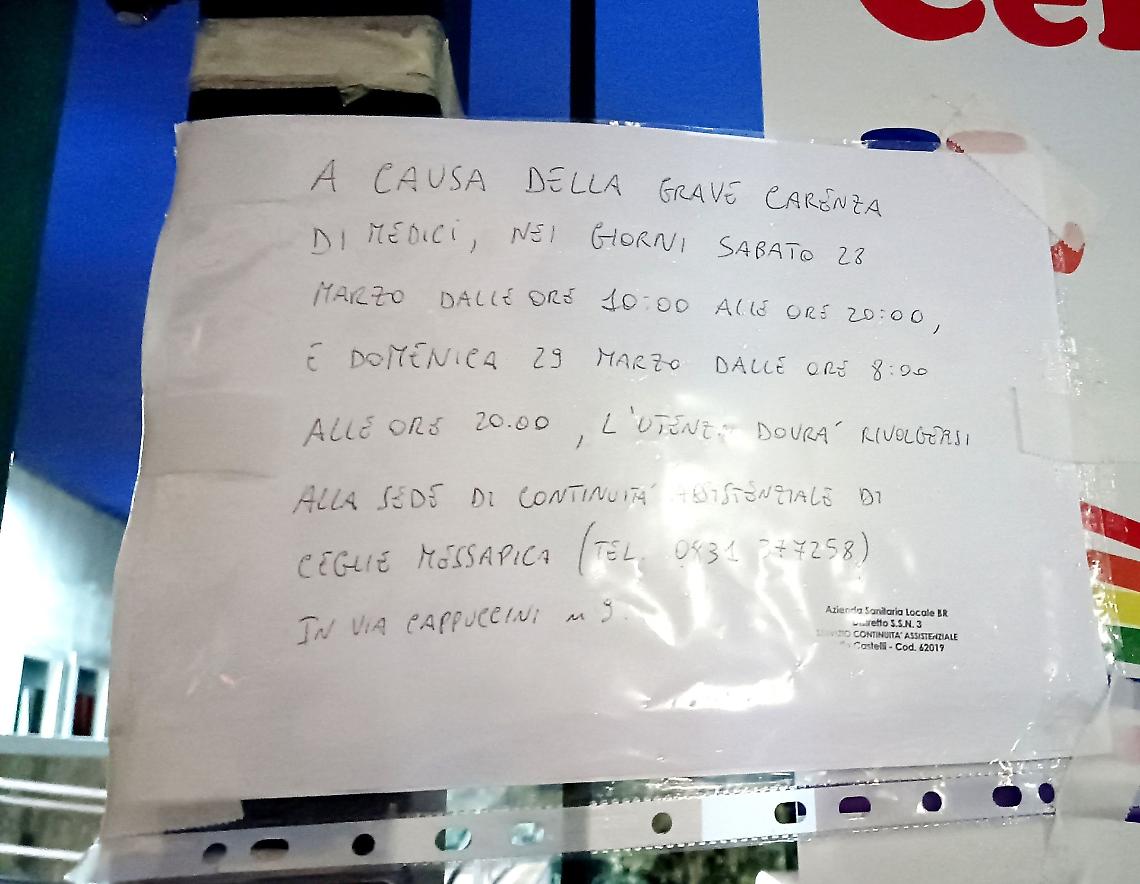 Cer
A CAUSA DELLA GRAVE CARENZA
DI MEDICI, NEI GIORNI SABATO 28
MARZO DALLE ORE 10:00 ALLE ORE 20:00,
E DOMENICA 29 MARZO DALLE ORE 8:00
ALLE ORE 20.00, L'UTENZA DOVRA' RIVOLGERSI
ALLA SEDE DI CONTINUITA' ASSISTENZIALE DI
CEGLIE MESSAPICA (TEL. 0831 377258)
IN VIA CAPPUCCINI n 9.
Azienda Sanitaria Locale BR
Distretto S.S.N. 3
SERVIZIO CONTINUITA' ASSISTENZIALE
Castelli - Cod. 62019